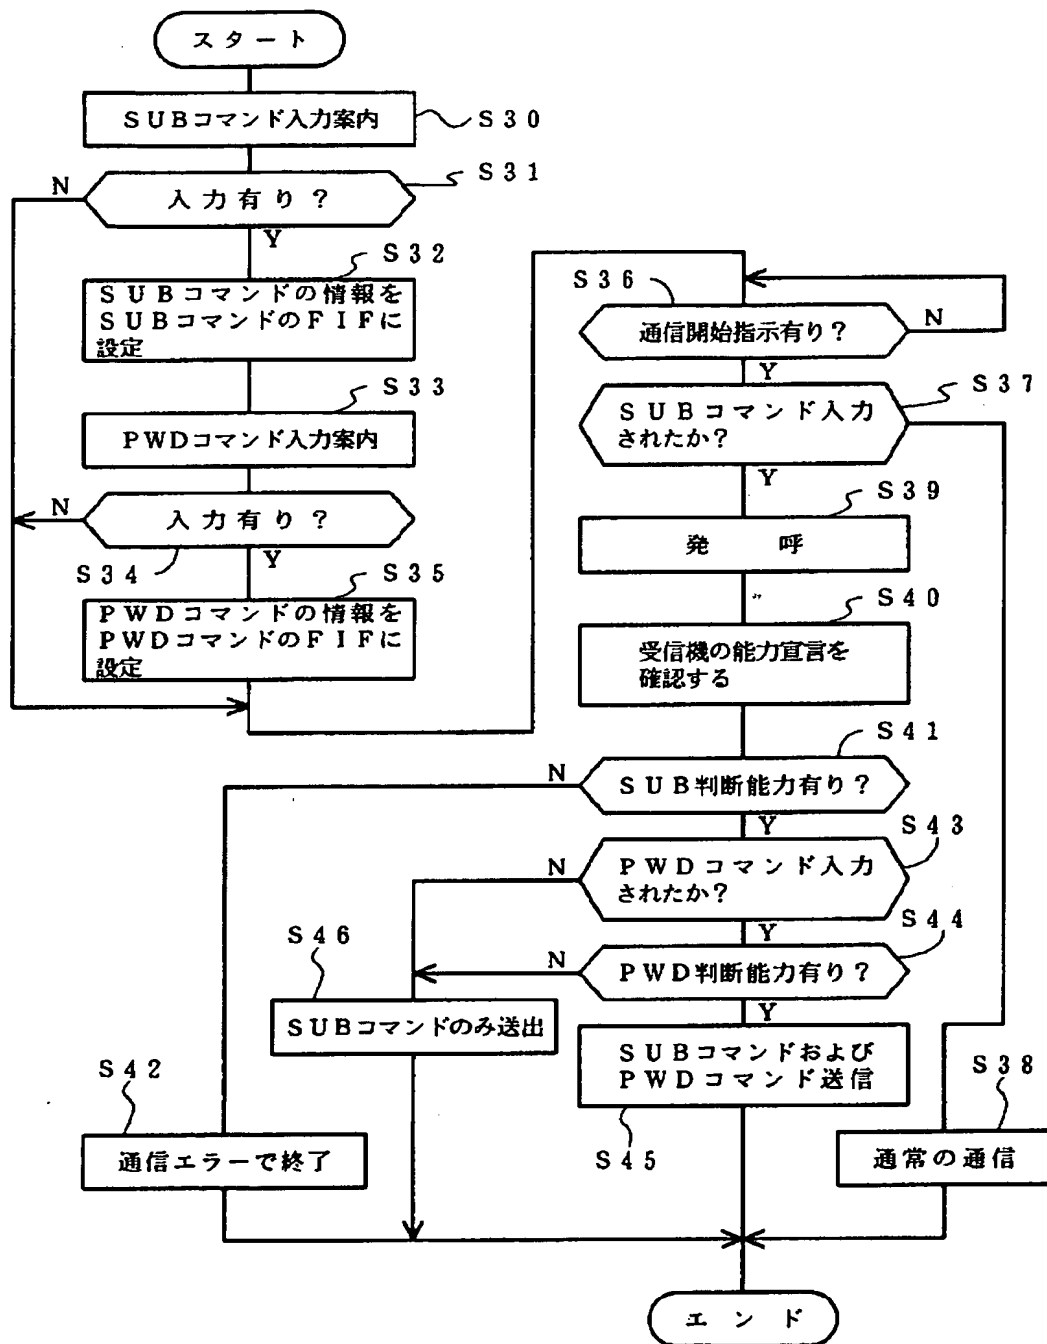 スタート
SUBコマンド入力案内
S30
入力有り?
S31
N
Y
S32
SUBコマンドの情報を
SUBコマンドのFIFに
設定
S33
PWDコマンド入力案内
入力有り?
N
Y
S34
S35
PWDコマンドの情報を
PWDコマンドのFIFに
設定
S36
通信開始指示有り?
N
Y
S37
SUBコマンド入力
されたか?
Y
S39
発呼
S40
受信機の能力宣言を
確認する
S41
N
SUB判断能力有り?
Y
S43
N
PWDコマンド入力
されたか?
Y
S44
N
PWD判断能力有り?
Y
S46
SUBコマンドのみ送出
SUBコマンドおよび
PWDコマンド送信
S45
S42
通信エラーで終了
S38
通常の通信
エンド